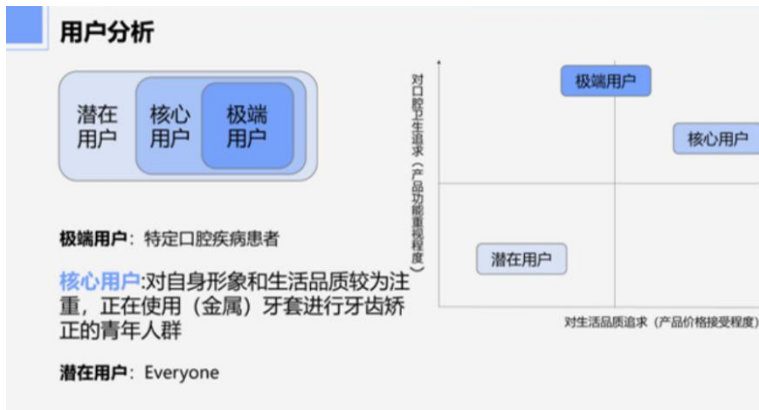 用户分析
潜在
用户
核心
用户
极端
用户
极端用户：特定口腔疾病患者
核心用户:对自身形象和生活品质较为注
重，正在使用（金属）牙套进行牙齿矫
正的青年人群
潜在用户：Everyone
对口腔卫生追求（产品功能重视程度）
极端用户
核心用户
潜在用户
对生活品质追求（产品价格接受程度）